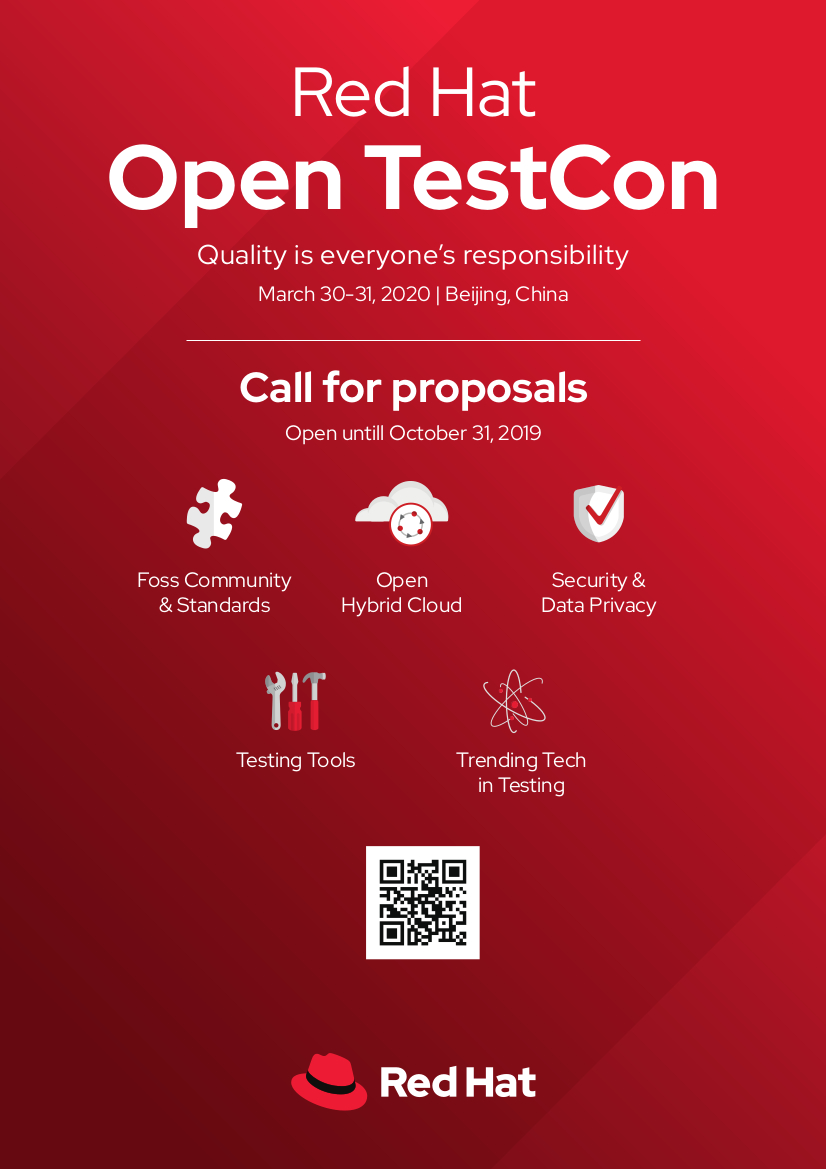 Red Hat
Open TestCon
Quality is everyone's responsibility
March 30-31, 2020 | Beijing, China
Call for proposals
Open untill October 31, 2019
Foss Community
& Standards
Open
Hybrid Cloud
Security &
Data Privacy
Testing Tools
Trending Tech
in Testing
Red Hat